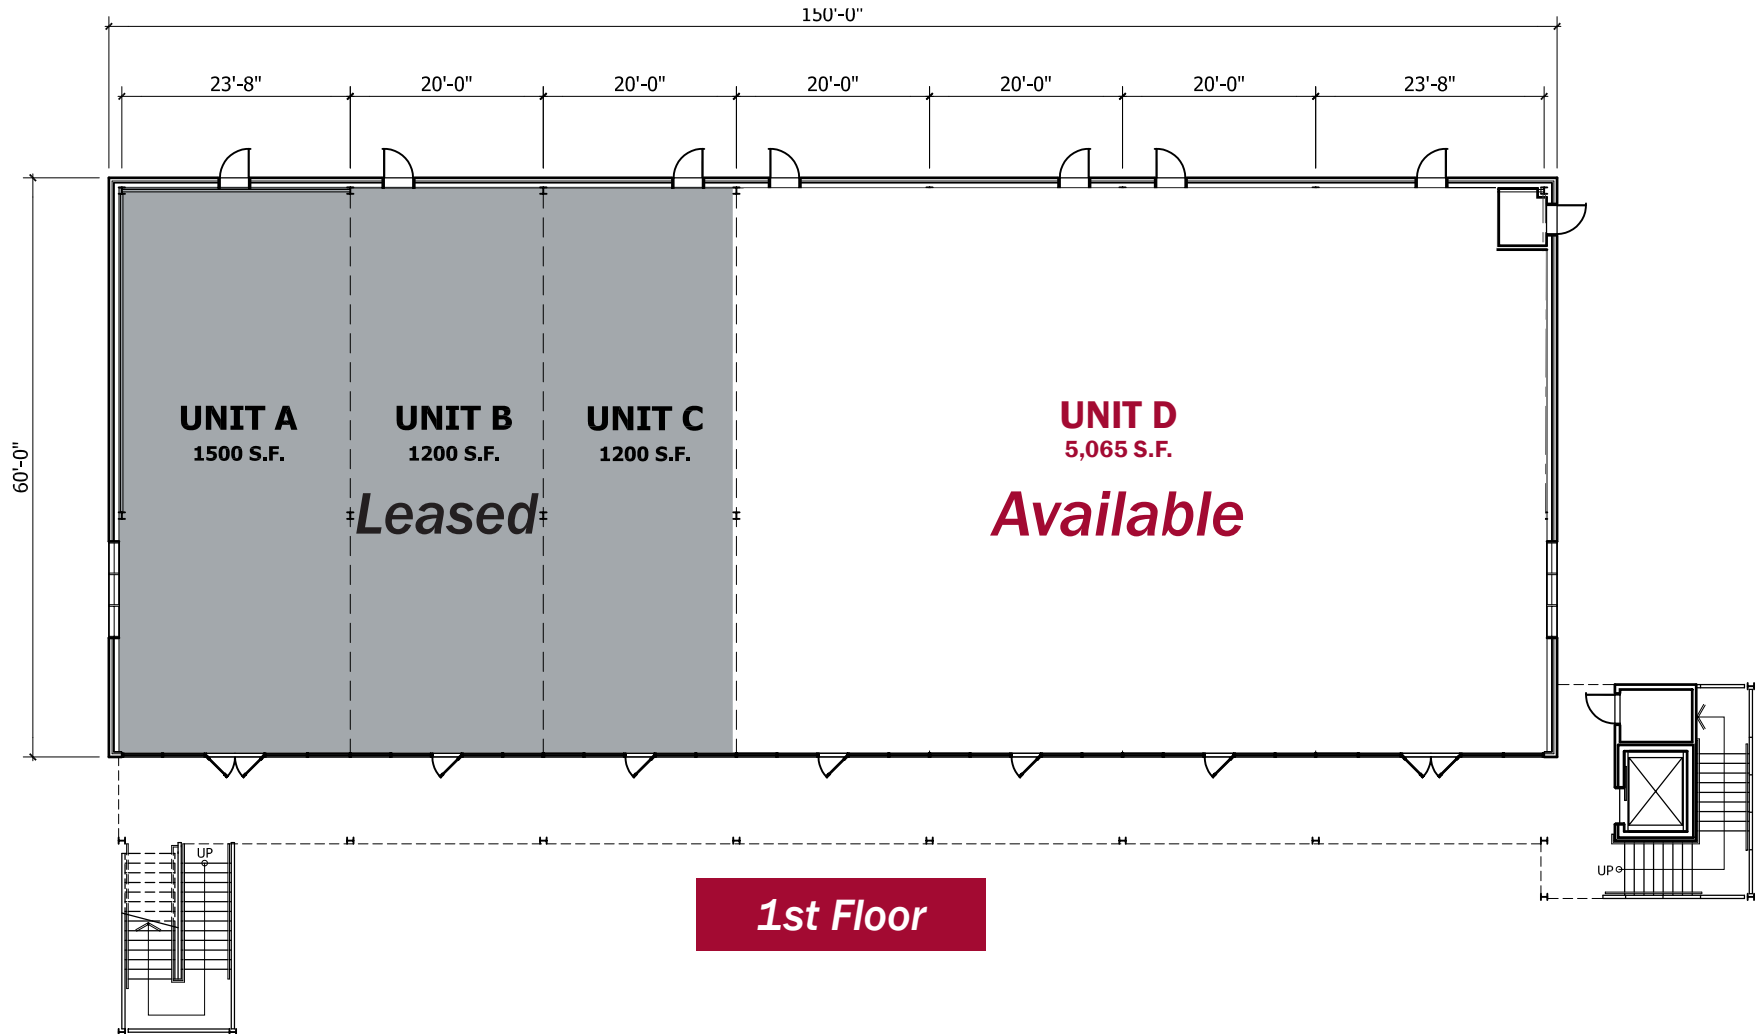 150'-0"
23'-8"
20'-0"
20'-0"
20'-0"
20'-0"
20'-0"
23'-8"
60'-0"
UNIT A
1500 S.F.
UNIT B
1200 S.F.
UNIT C
1200 S.F.
Leased
UNIT D
5,065 S.F.
Available
UP
UP
1st Floor